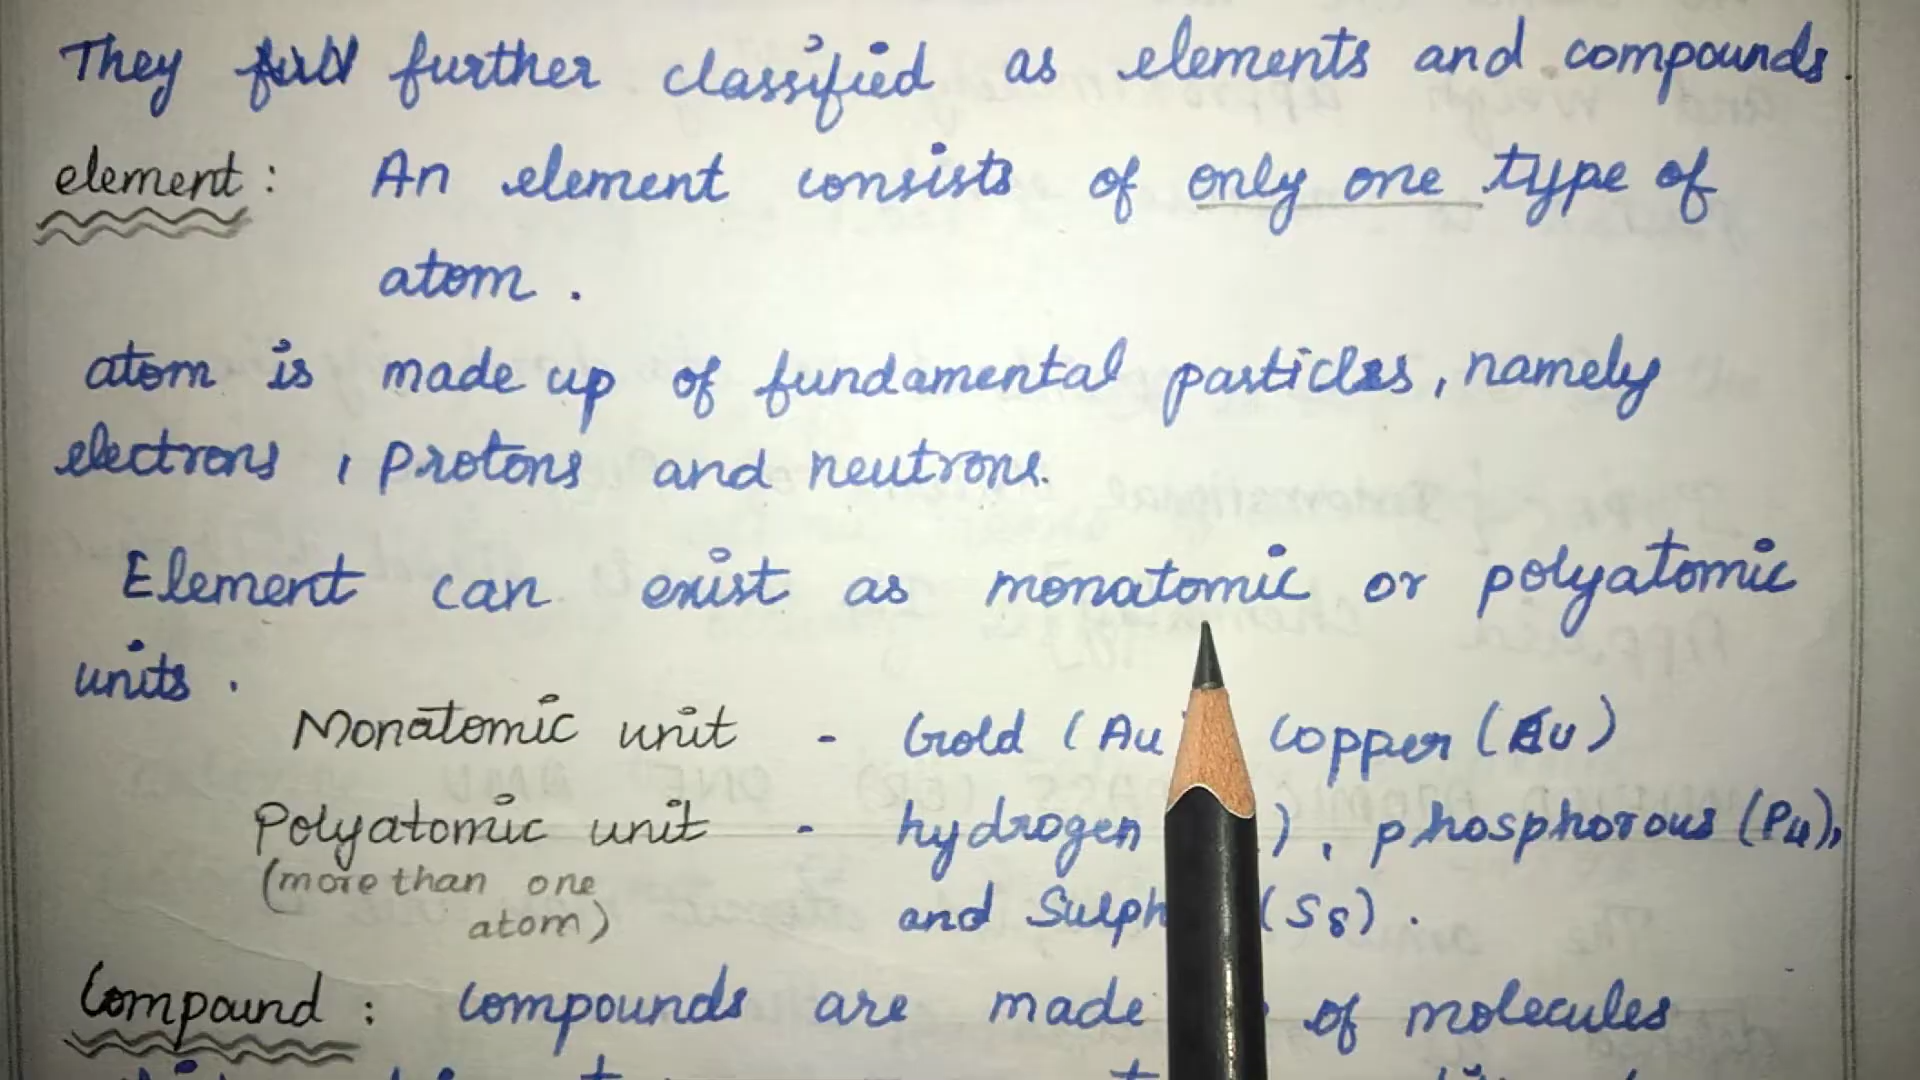 They further classified as elements and compounds.
element: An element consists of only one type of
atom.
atom is made up of fundamental particles, namely
electrons, protons and neutrons.
Element can exist as monatomic or polyatomic
units.
Monatomic unit - Gold (Au Copper (Cu)
Polyatomic unit - hydrogen ), phosphorous (P4),
(more than one
atom)
and Sulph (S8).
Compound: Compounds are made of molecules